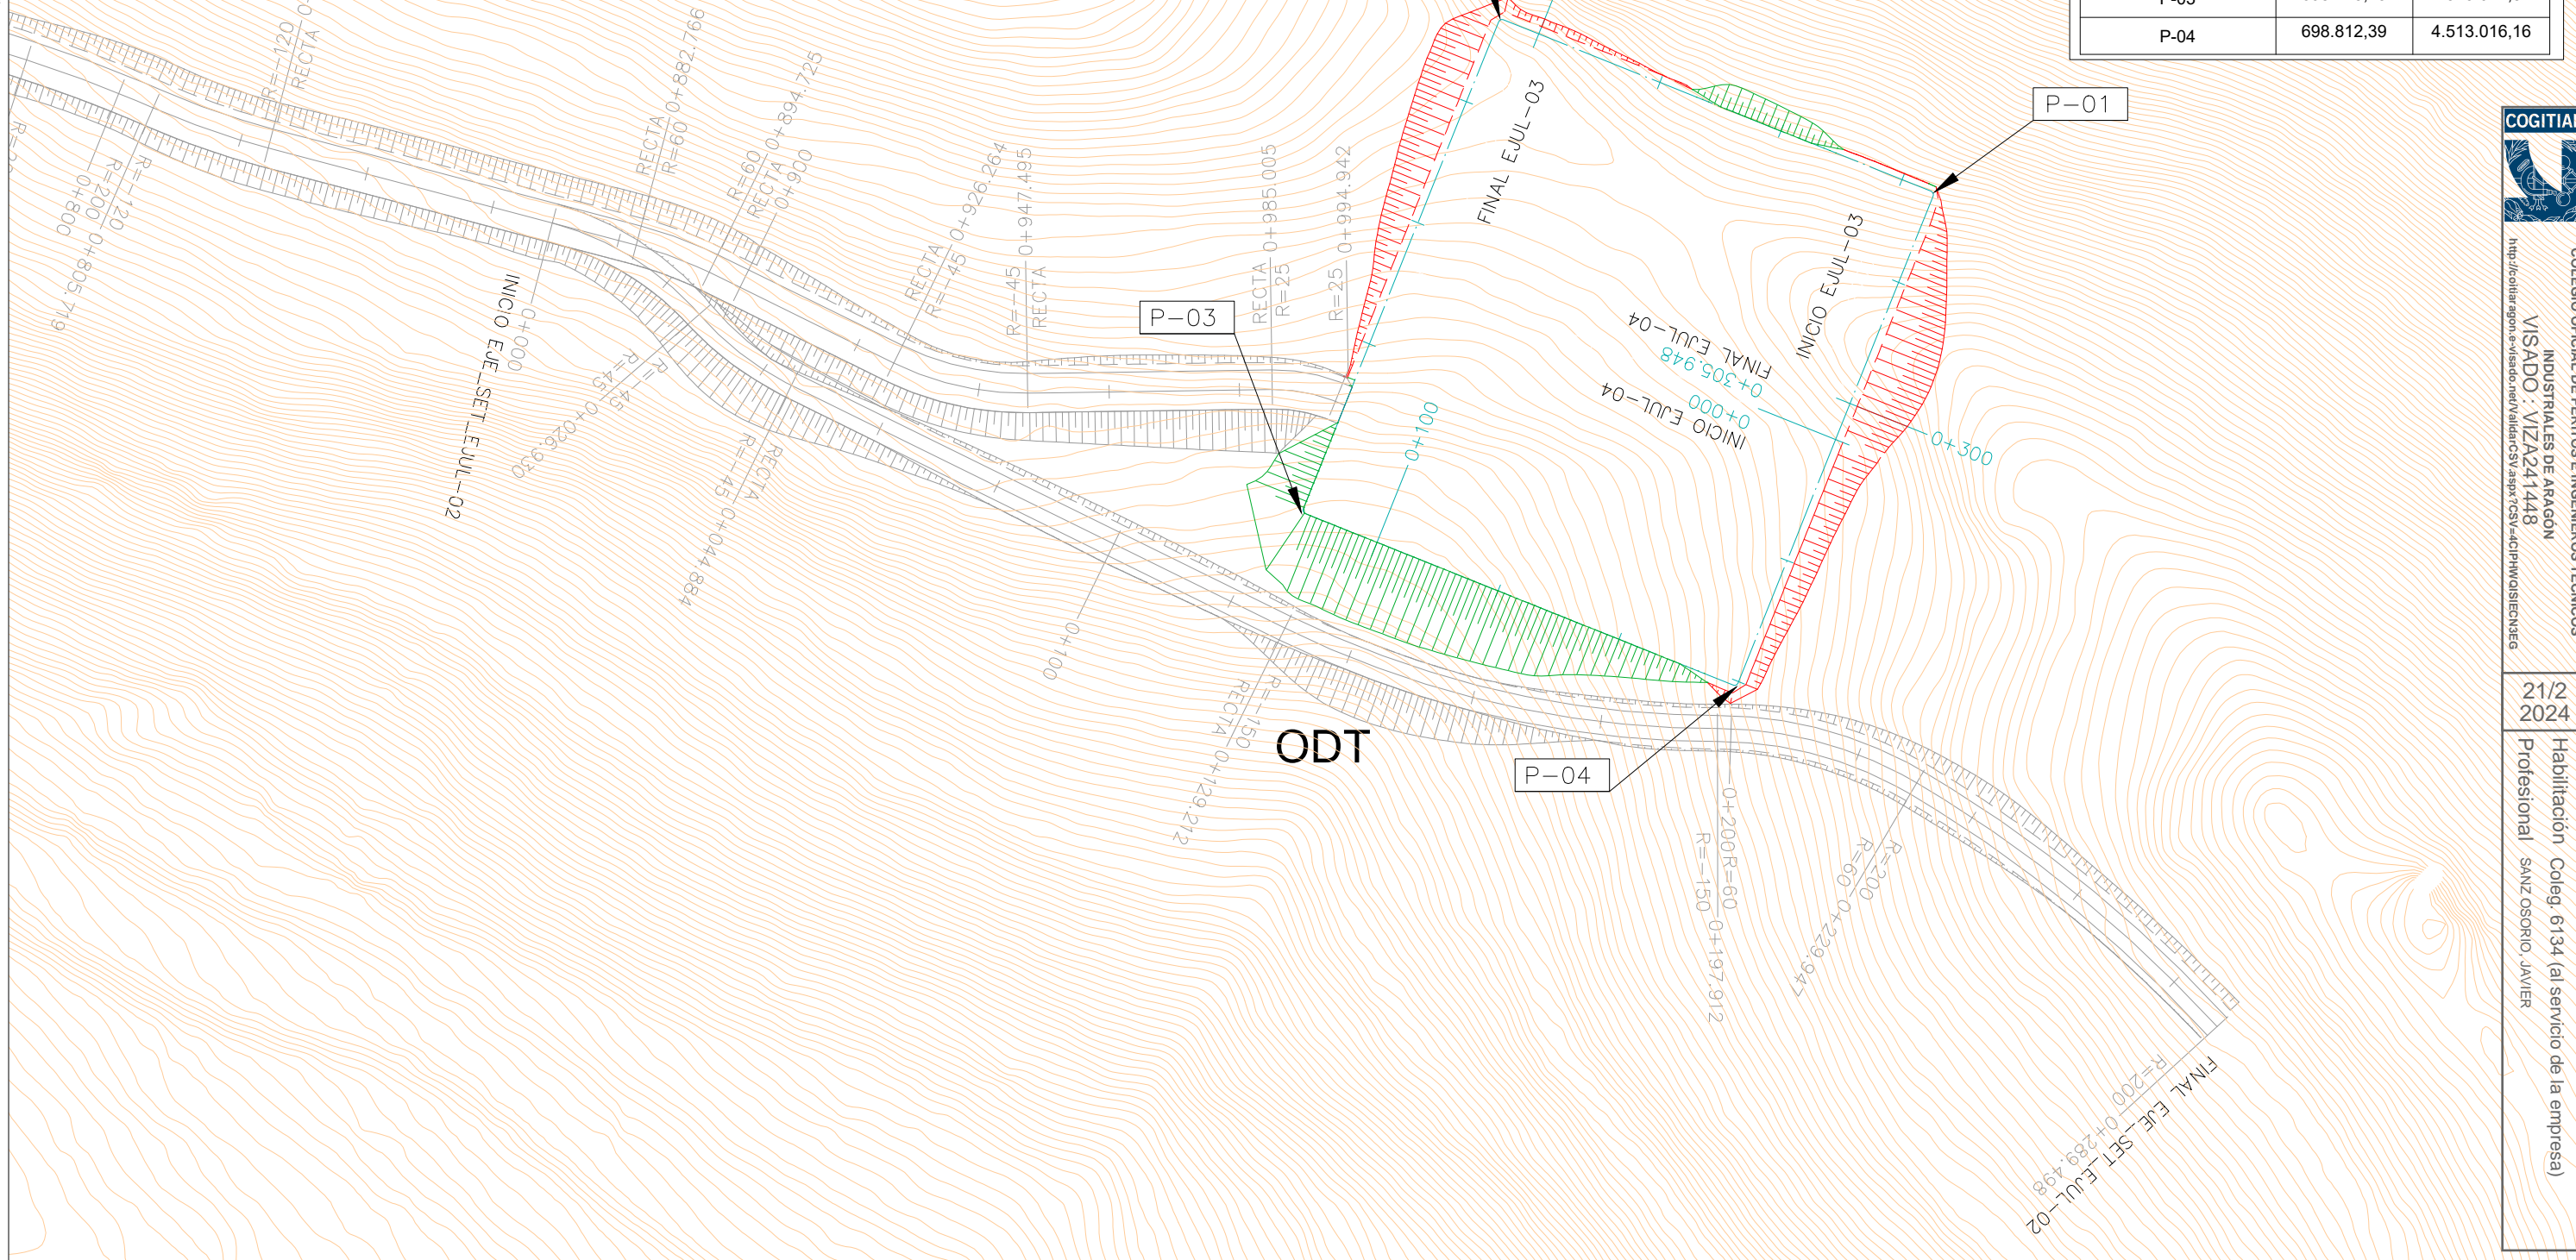 P-04 698.812,39 4.513.016,16
P-01
P-03
P-04
ODT
R=-120
RECTA
RECTA
R=60 0+882.766
R=60
RECTA 0+894.725
0+900
RECTA
R=-45 0+926.264
R=-45 0+947.495
RECTA
RECTA 0+985.005
R=25
R=25 0+994.942
0+800
R=200 0+805.719
R=-120
INICIO EJE_SET_EJUL-02
0+000
R=45
R=-45 0+026.930
R=-45 0+044.884
RECTA
0+100
RECTA 0+129.212
R=-150
0+200
R=60
R=-150 0+197.912
R=60 0+229.947
R=200
R=200 0+289.498
FINAL EJE_SET_EJUL-02
FINAL EJUL-03
INICIO EJUL-03
FINAL EJUL-04
0+305.948
0+000
INICIO EJUL-04
0+100
0+300
INDUSTRIALES DE ARAGÓN
VISADO : VIZA241448
21/2
2024
Habilitación Coleg. 6134 (al servicio de la empresa)
Profesional SANZ OSORIO, JAVIER